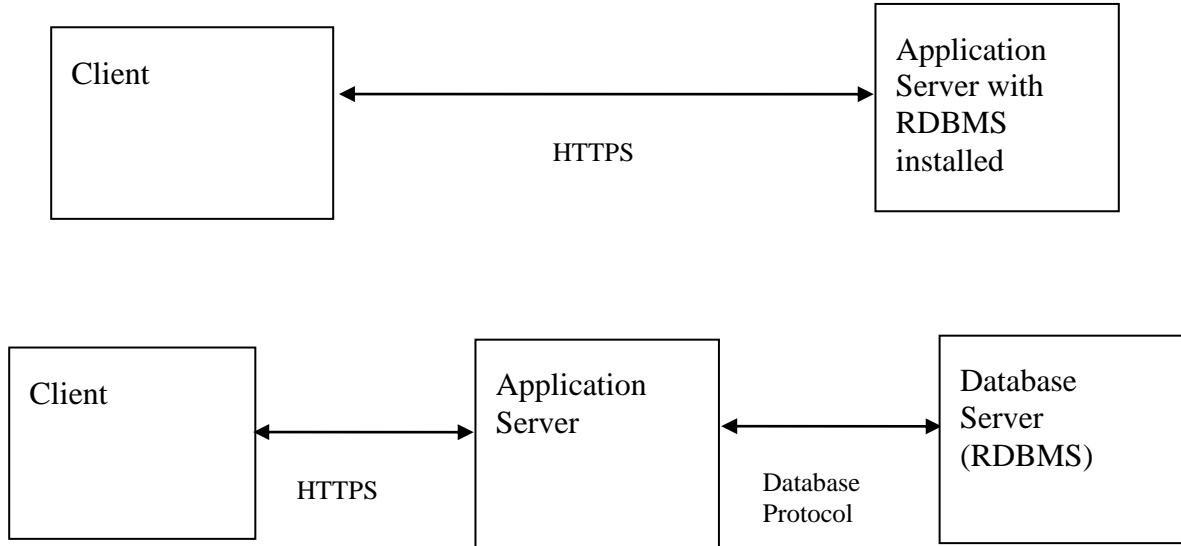 Client
Application
Server with
RDBMS
installed
HTTPS
Client
Application
Server
Database
Server
(RDBMS)
HTTPS
Database
Protocol